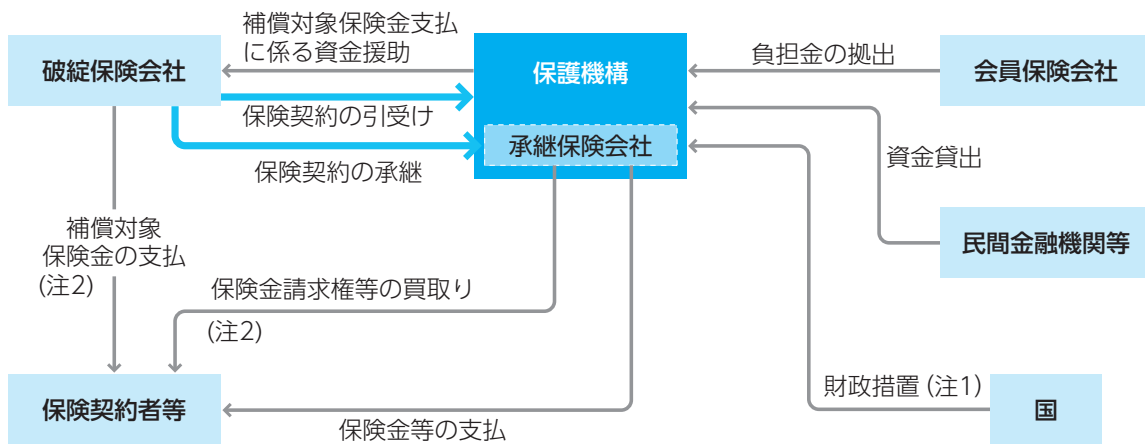 補償対象保険金支払
に係る資金援助
破綻保険会社
保護機構
負担金の拠出
会員保険会社
保険契約の引受け
承継保険会社
保険契約の承継
資金貸出
補償対象
保険金の支払
(注2)
民間金融機関等
保険金請求権等の買取り
(注2)
財政措置(注1)
保険契約者等
国
保険金等の支払